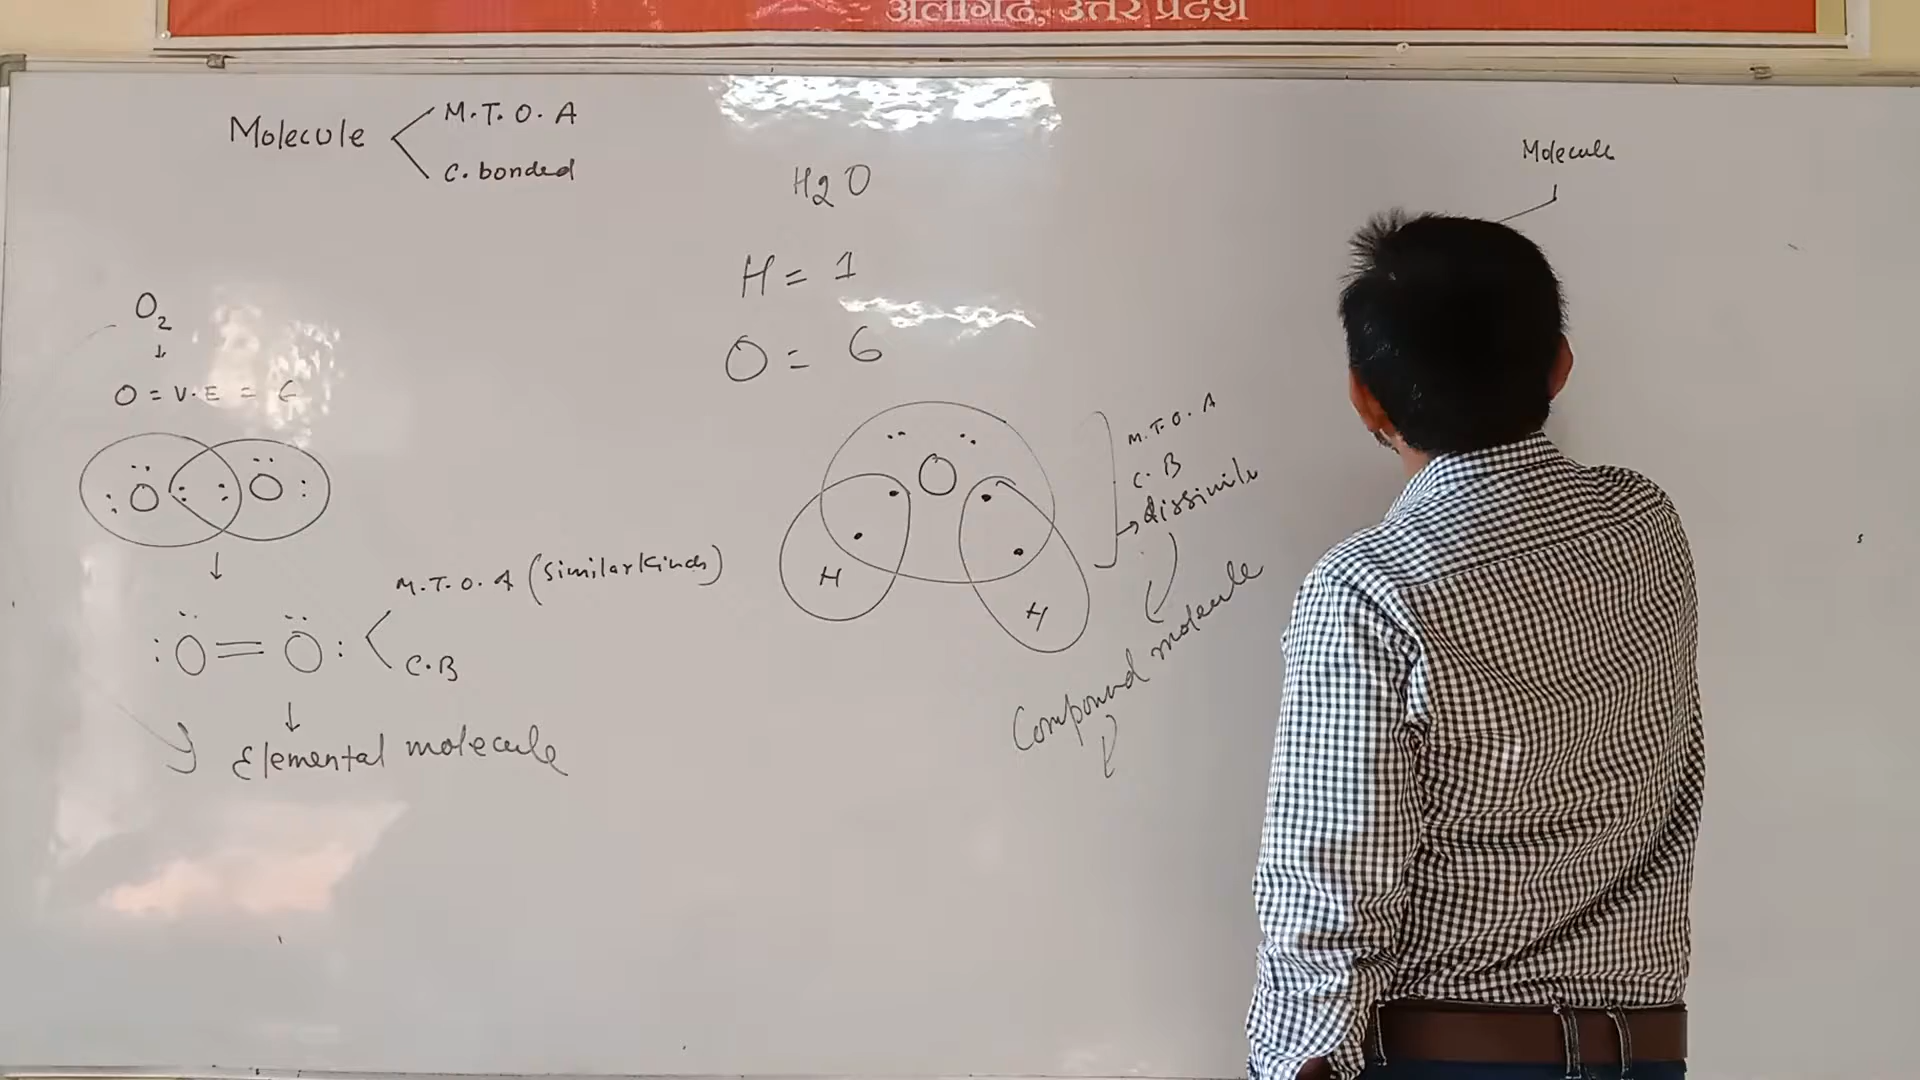 अलीगढ़, उत्तर प्रदेश
Molecule
M.T.O.A
C. bonded
O2
O = V.E = 6
: O :: O :
: O = O :
M.T.O.A (Similar Kinds)
C.B
Elemental molecule
H2O
H = 1
O = 6
O
H
H
M.T.O.A
C.B
dissimilar
Compound molecule
Molecule